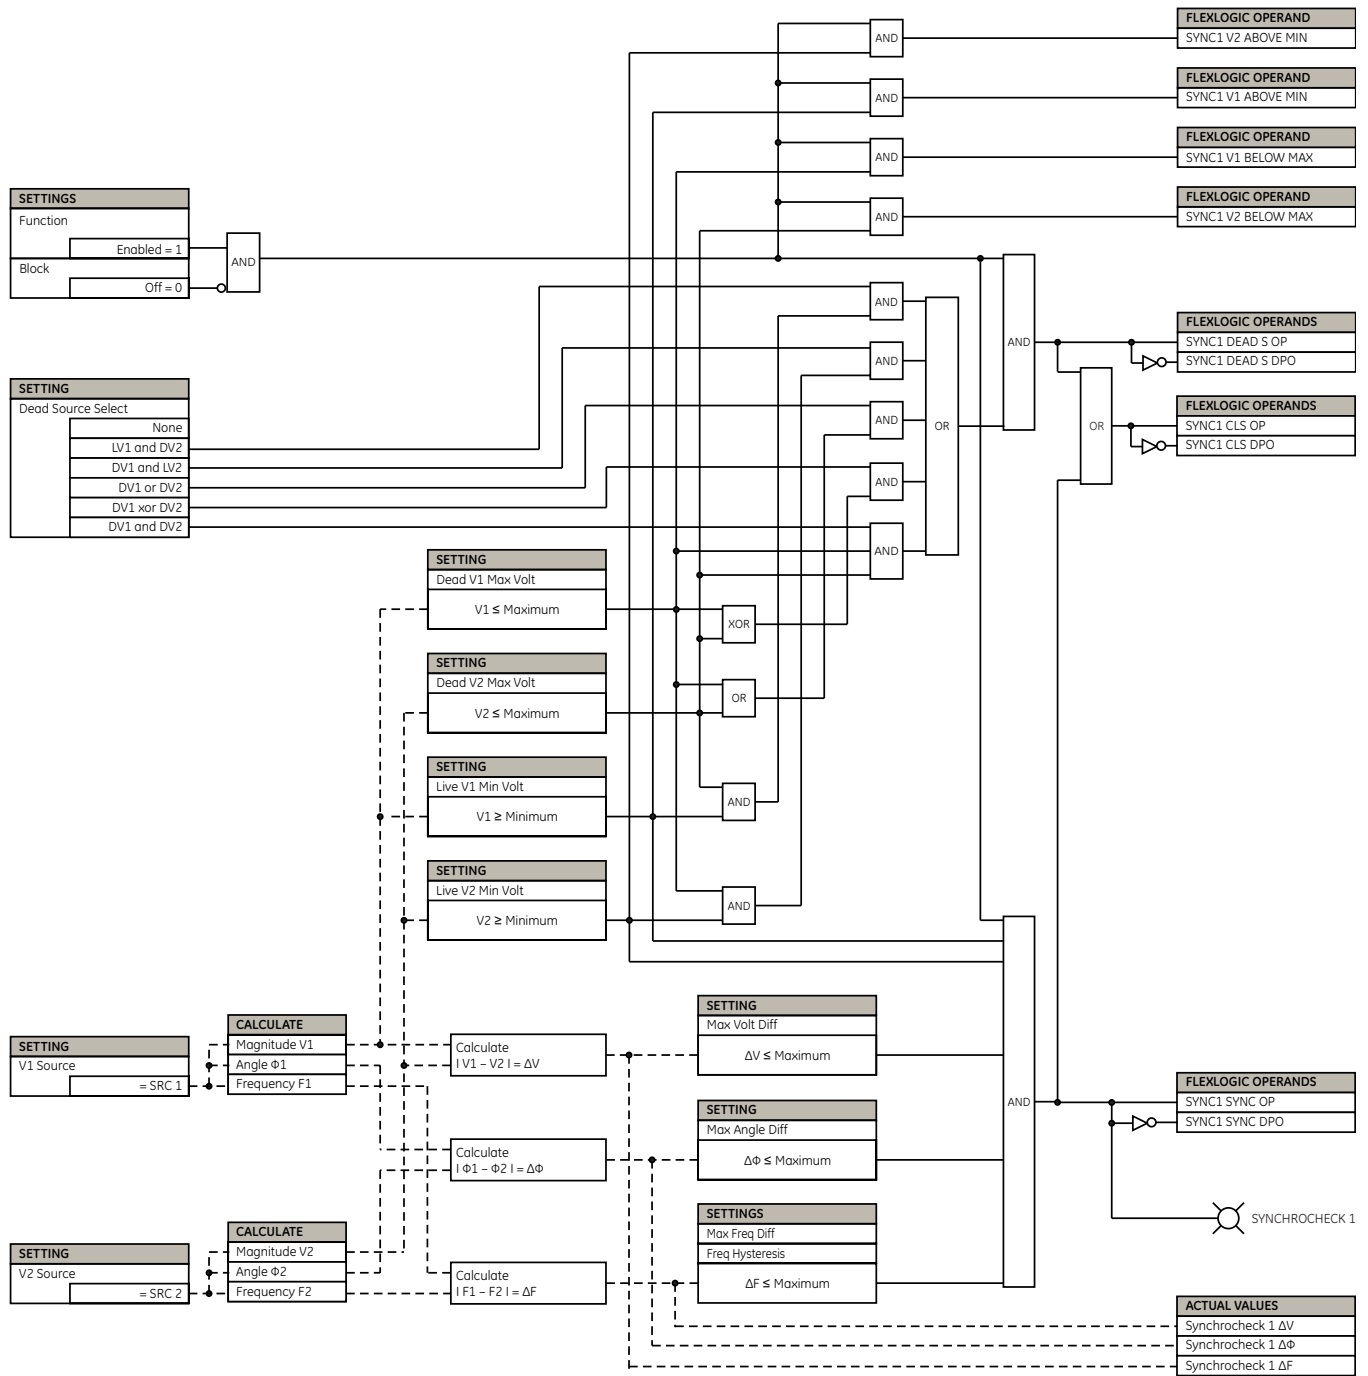 FLEXLOGIC OPERAND
SYNC1 V2 ABOVE MIN
AND
FLEXLOGIC OPERAND
SYNC1 V1 ABOVE MIN
AND
FLEXLOGIC OPERAND
SYNC1 V1 BELOW MAX
AND
FLEXLOGIC OPERAND
SYNC1 V2 BELOW MAX
AND
SETTINGS
Function
Enabled = 1
Block
Off = 0
AND
AND
AND
AND
AND
AND
OR
AND
FLEXLOGIC OPERANDS
SYNC1 DEAD S OP
SYNC1 DEAD S DPO
OR
FLEXLOGIC OPERANDS
SYNC1 CLS OP
SYNC1 CLS DPO
SETTING
Dead Source Select
None
LV1 and DV2
DV1 and LV2
DV1 or DV2
DV1 xor DV2
DV1 and DV2
SETTING
Dead V1 Max Volt
V1 ≤ Maximum
XOR
SETTING
Dead V2 Max Volt
V2 ≤ Maximum
OR
SETTING
Live V1 Min Volt
V1 ≥ Minimum
AND
SETTING
Live V2 Min Volt
V2 ≥ Minimum
AND
SETTING
V1 Source
= SRC 1
CALCULATE
Magnitude V1
Angle Φ1
Frequency F1
Calculate
I V1 – V2 I = ΔV
SETTING
Max Volt Diff
ΔV ≤ Maximum
AND
FLEXLOGIC OPERANDS
SYNC1 SYNC OP
SYNC1 SYNC DPO
Calculate
I Φ1 – Φ2 I = ΔΦ
SETTING
Max Angle Diff
ΔΦ ≤ Maximum
SYNCHROCHECK 1
SETTING
V2 Source
= SRC 2
CALCULATE
Magnitude V2
Angle Φ2
Frequency F2
Calculate
I F1 – F2 I = ΔF
SETTINGS
Max Freq Diff
Freq Hysteresis
ΔF ≤ Maximum
ACTUAL VALUES
Synchrocheck 1 ΔV
Synchrocheck 1 ΔΦ
Synchrocheck 1 ΔF